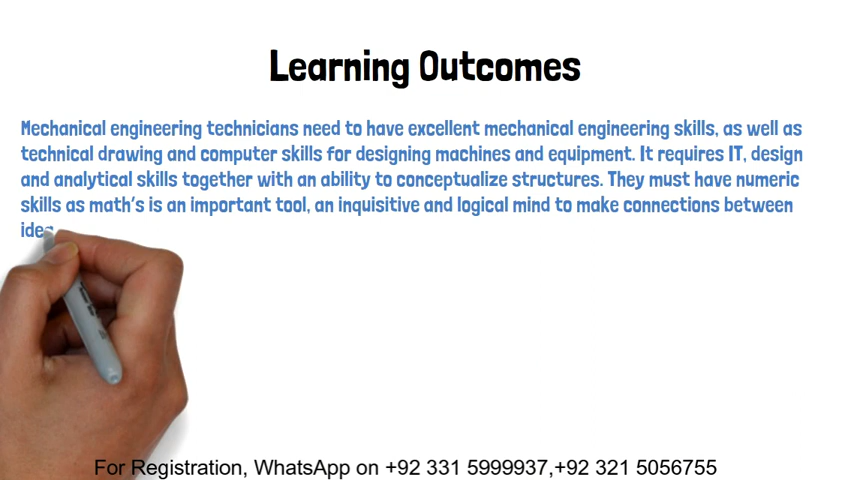 Learning Outcomes
Mechanical engineering technicians need to have excellent mechanical engineering skills, as well as
technical drawing and computer skills for designing machines and equipment. It requires IT, design
and analytical skills together with an ability to conceptualize structures. They must have numeric
skills as math's is an important tool, an inquisitive and logical mind to make connections between
For Registration, WhatsApp on +92 331 5999937,+92 321 5056755